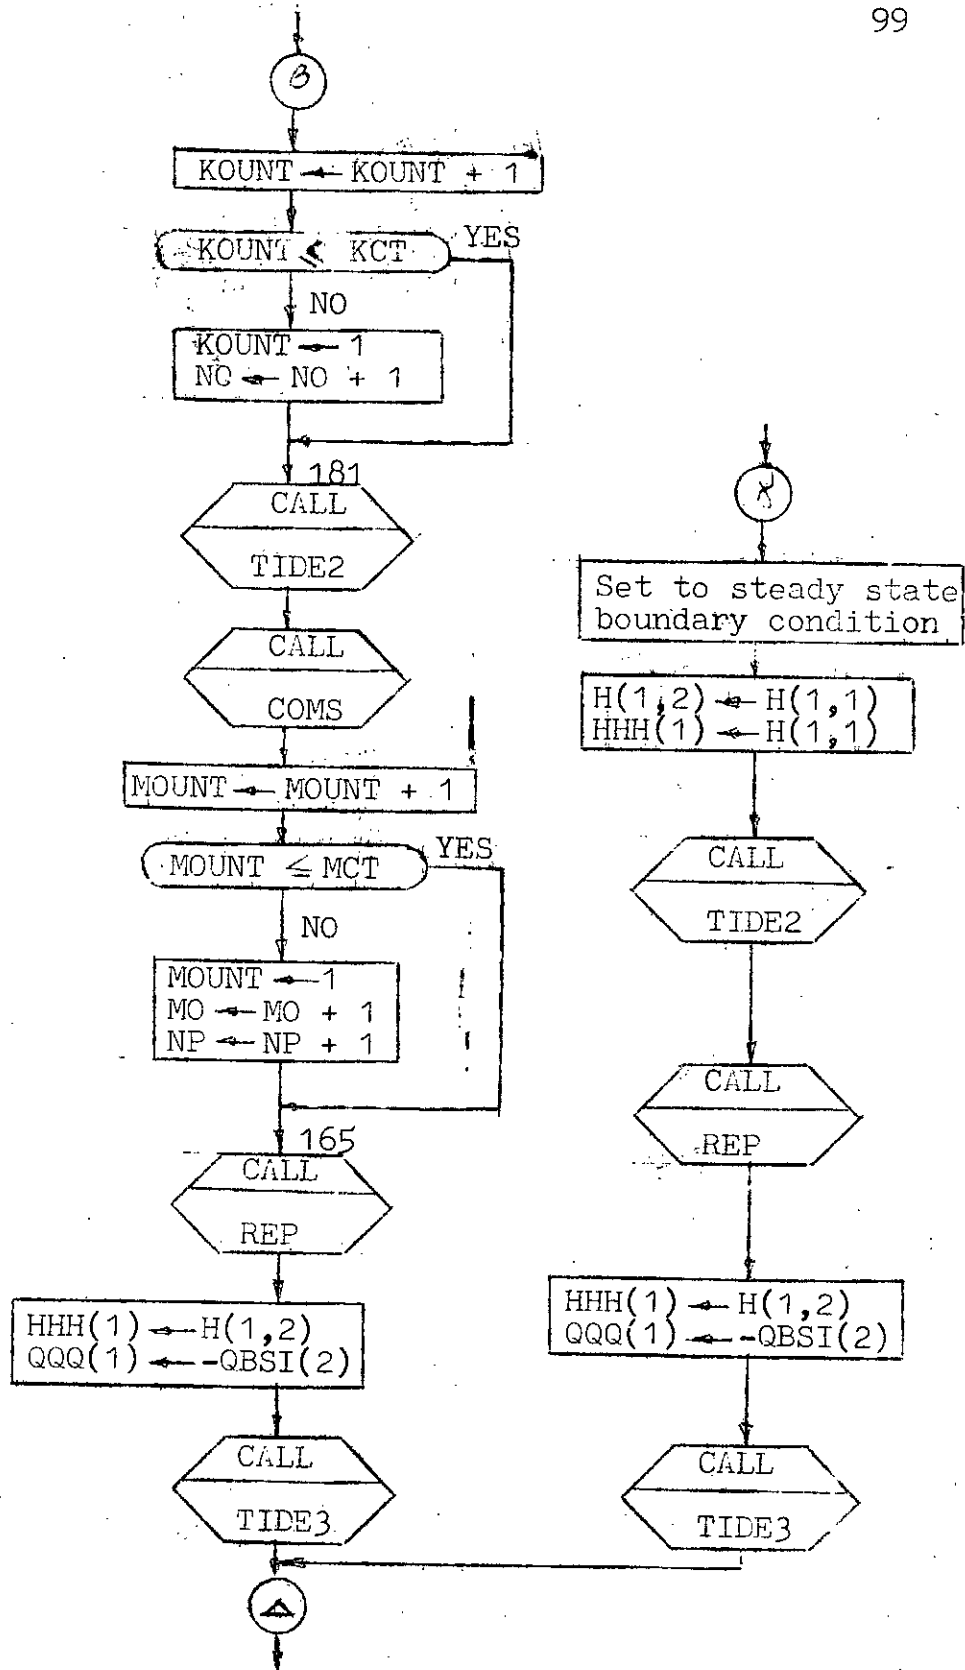 99
B
KOUNT ← KOUNT + 1
KOUNT ≤ KCT
YES
NO
KOUNT ← 1
NO ← NO + 1
181
CALL
TIDE2
CALL
COMS
MOUNT ← MOUNT + 1
MOUNT ≤ MCT
YES
NO
MOUNT ← 1
MO ← MO + 1
NP ← NP + 1
165
CALL
REP
HHH(1) ← H(1,2)
QQQ(1) ← -QBSI(2)
CALL
TIDE3
Δ
Set to steady state
boundary condition
H(1,2) ← H(1,1)
HHH(1) ← H(1,1)
CALL
TIDE2
CALL
REP
HHH(1) ← H(1,2)
QQQ(1) ← -QBSI(2)
CALL
TIDE3